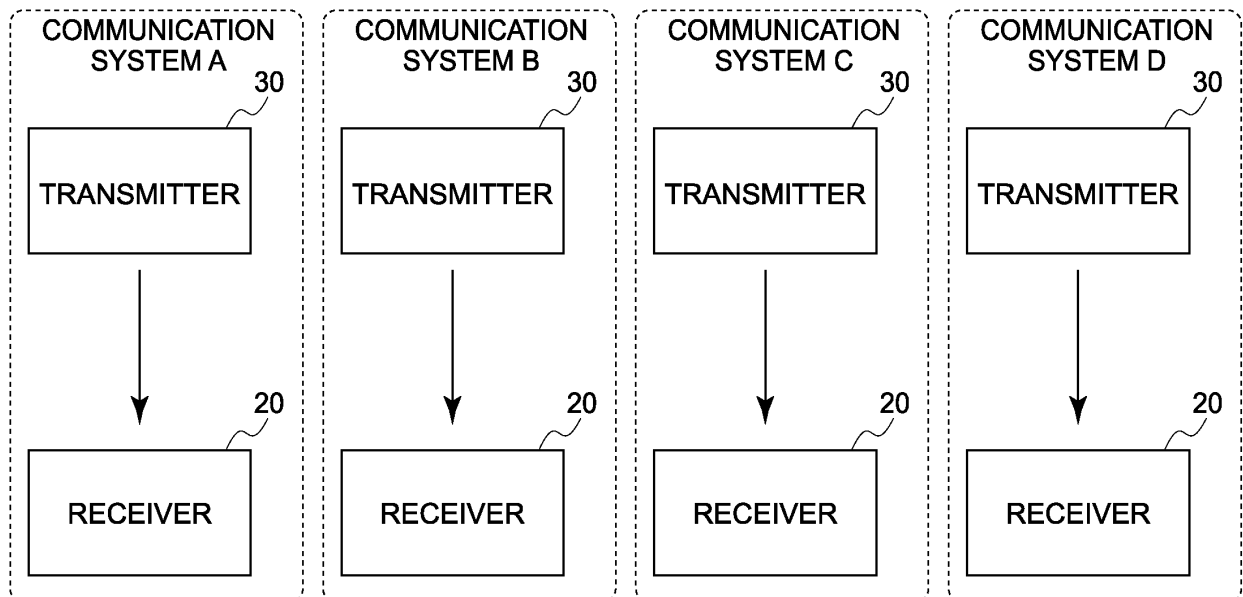 COMMUNICATION
SYSTEM A
30
TRANSMITTER
20
RECEIVER
COMMUNICATION
SYSTEM B
30
TRANSMITTER
20
RECEIVER
COMMUNICATION
SYSTEM C
30
TRANSMITTER
20
RECEIVER
COMMUNICATION
SYSTEM D
30
TRANSMITTER
20
RECEIVER